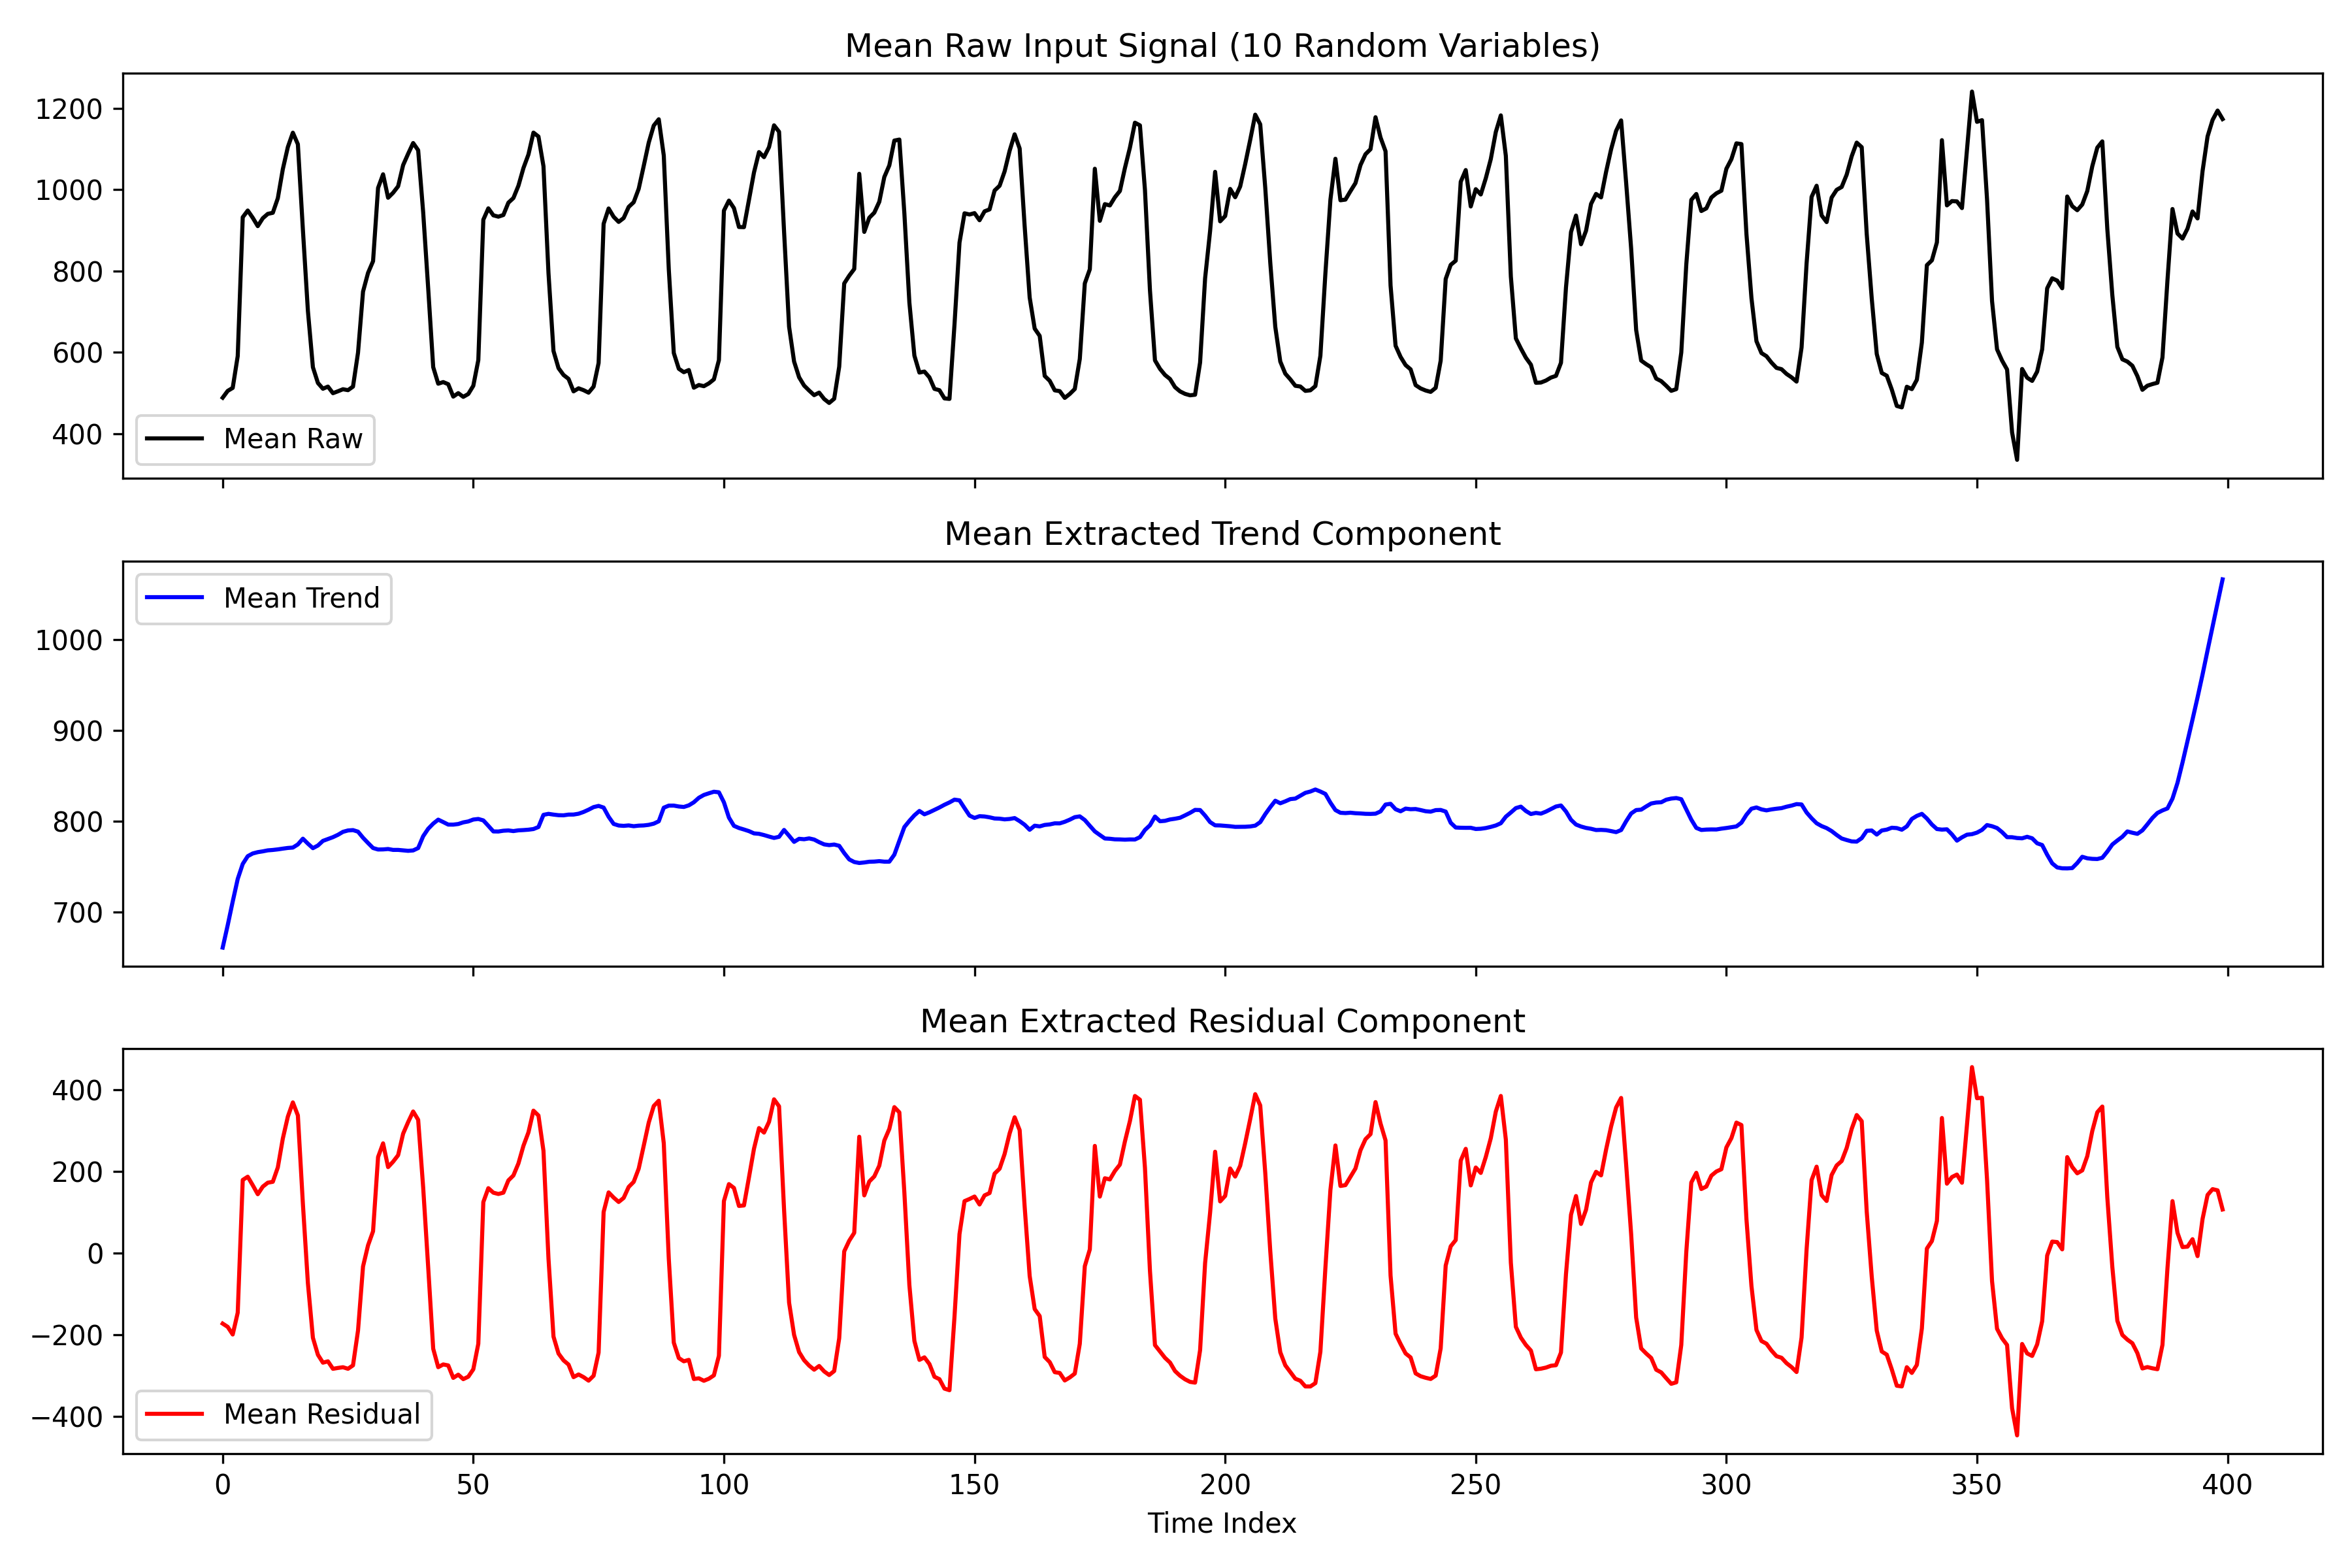 Mean Raw Input Signal (10 Random Variables)
1200
1000
800
600
400
Mean Raw
Mean Extracted Trend Component
Mean Trend
1000
900
800
700
Mean Extracted Residual Component
400
200
0
−200
−400
Mean Residual
0 50 100 150 200 250 300 350 400
Time Index